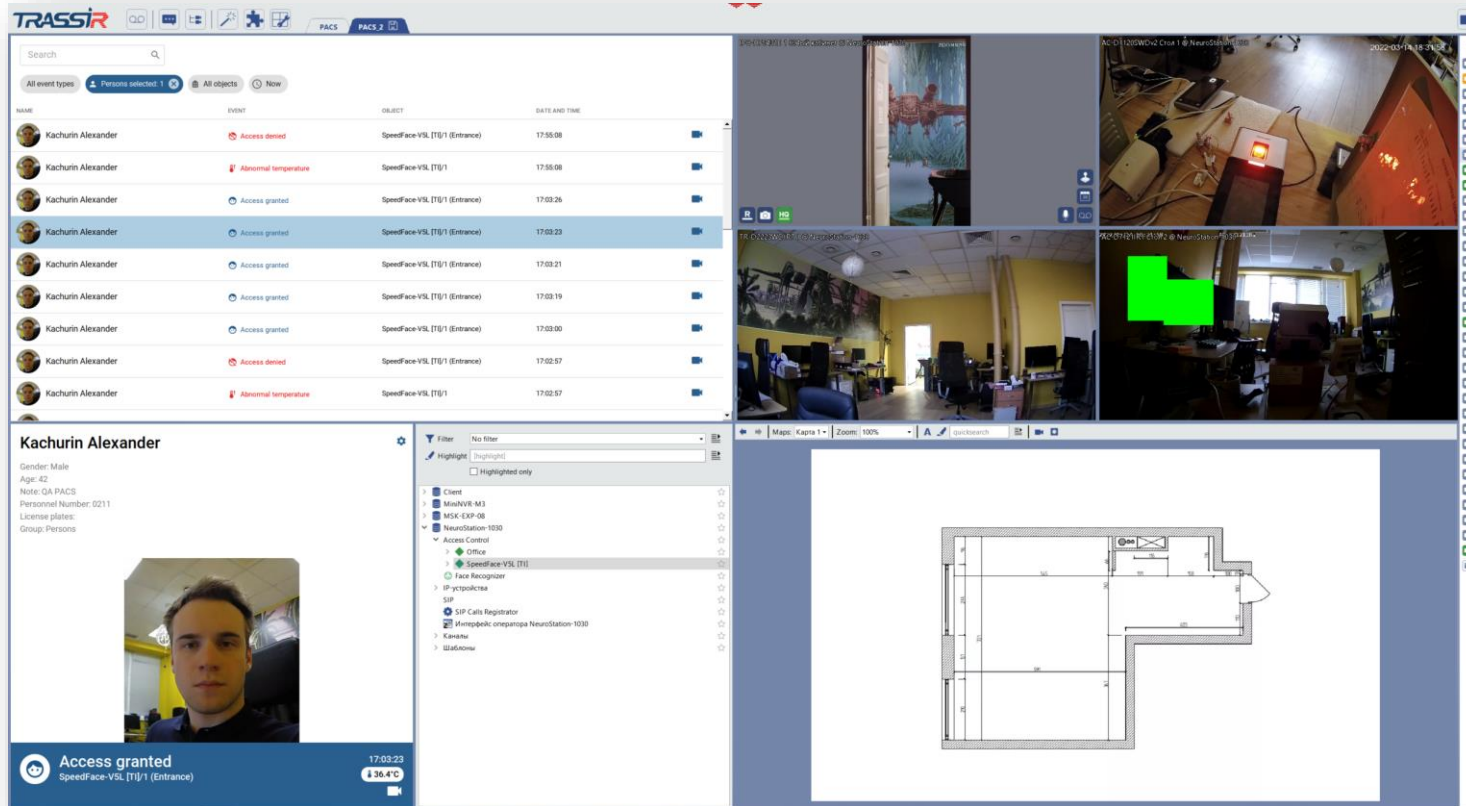 TRASSIR
PACS
PACS_2
Search
All event types
Persons selected: 1
All objects
Now
NAME EVENT OBJECT DATE AND TIME
Kachurin Alexander Access denied SpeedFace-V5L [TI]/1 (Entrance) 17:55:08
Kachurin Alexander Abnormal temperature SpeedFace-V5L [TI]/1 17:55:08
Kachurin Alexander Access granted SpeedFace-V5L [TI]/1 (Entrance) 17:03:26
Kachurin Alexander Access granted SpeedFace-V5L [TI]/1 (Entrance) 17:03:23
Kachurin Alexander Access granted SpeedFace-V5L [TI]/1 (Entrance) 17:03:21
Kachurin Alexander Access granted SpeedFace-V5L [TI]/1 (Entrance) 17:03:19
Kachurin Alexander Access granted SpeedFace-V5L [TI]/1 (Entrance) 17:03:00
Kachurin Alexander Access denied SpeedFace-V5L [TI]/1 (Entrance) 17:02:57
Kachurin Alexander Abnormal temperature SpeedFace-V5L [TI]/1 (Entrance) 17:02:57
AC-D1120SWDv2 Стол 1 @ NeuroStation-1030
2022-03-14 18:31:56
R
HQ
Kachurin Alexander
Gender: Male
Age: 42
Note: QA PACS
Personnel Number: 0211
License plates:
Group: Persons
Access granted
SpeedFace-V5L [TI]/1 (Entrance)
17:03:23
36.4°C
Filter No filter
Highlight [highlight]
Highlighted only
Client
MiniNVR-M3
MSK-EXP-08
NeuroStation-1030
Access Control
Office
SpeedFace-V5L [TI]
Face Recognizer
IP-устройства
SIP
SIP Calls Registrator
Интерфейс оператора NeuroStation-1030
Каналы
Шаблоны
Maps: Карта 1 Zoom: 100% A quicksearch